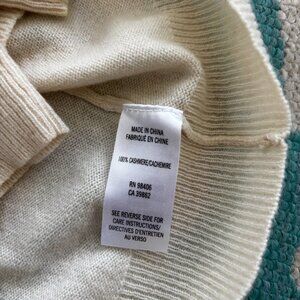 MADE IN CHINA
FABRIQUÉ EN CHINE
100% CASHMERE/CACHEMIRE
RN 98406
CA 39862
SEE REVERSE SIDE FOR
CARE INSTRUCTIONS/
DIRECTIVES D'ENTRETIEN
AU VERSO